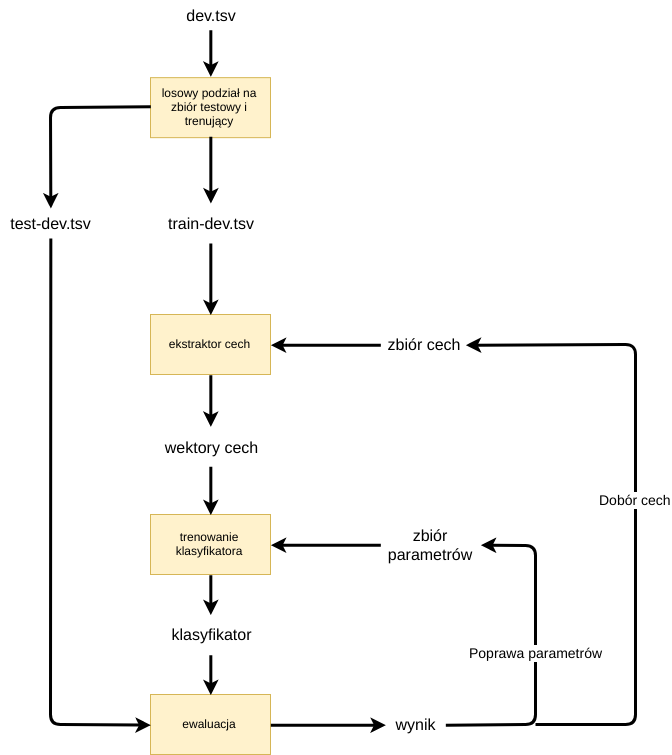 dev.tsv
losowy podział na
zbiór testowy i
trenujący
test-dev.tsv
train-dev.tsv
ekstraktor cech
zbiór cech
wektory cech
Dobór cech
trenowanie
klasyfikatora
zbiór
parametrów
klasyfikator
Poprawa parametrów
ewaluacja
wynik